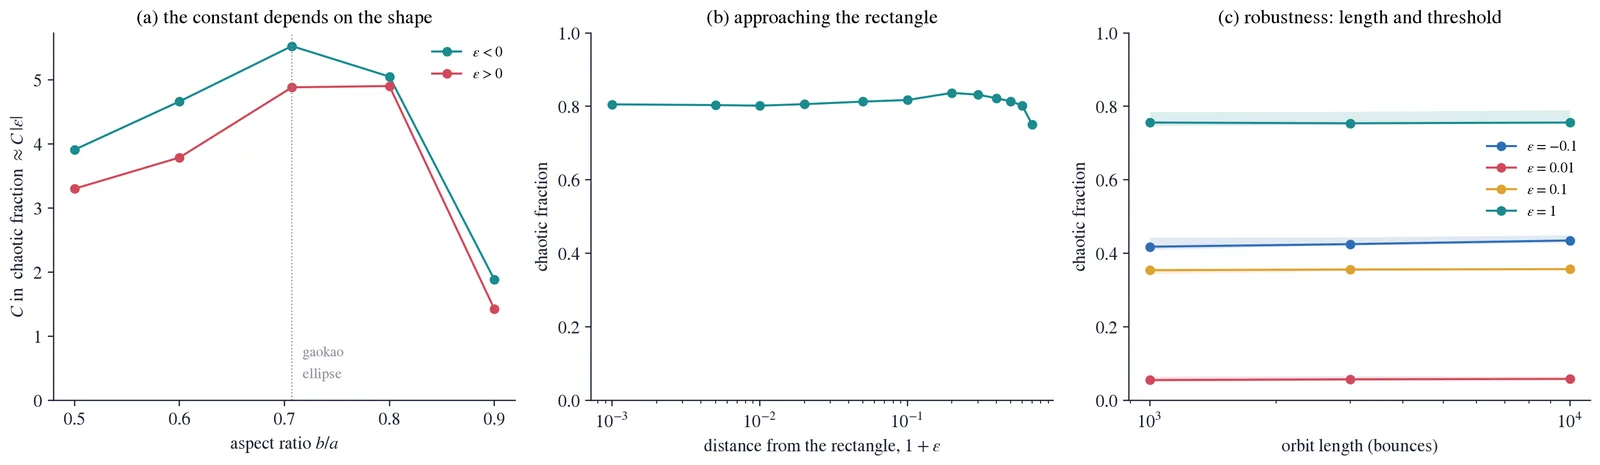 (a) the constant depends on the shape
C in chaotic fraction ≈ C|ε|
5
4
3
2
1
0
0.5 0.6 0.7 0.8 0.9
aspect ratio b/a
ε < 0
ε > 0
gaokao
ellipse
(b) approaching the rectangle
chaotic fraction
1.0
0.8
0.6
0.4
0.2
0.0
10⁻³ 10⁻² 10⁻¹
distance from the rectangle, 1 + ε
(c) robustness: length and threshold
chaotic fraction
1.0
0.8
0.6
0.4
0.2
0.0
10³ 10⁴
orbit length (bounces)
ε = −0.1
ε = 0.01
ε = 0.1
ε = 1